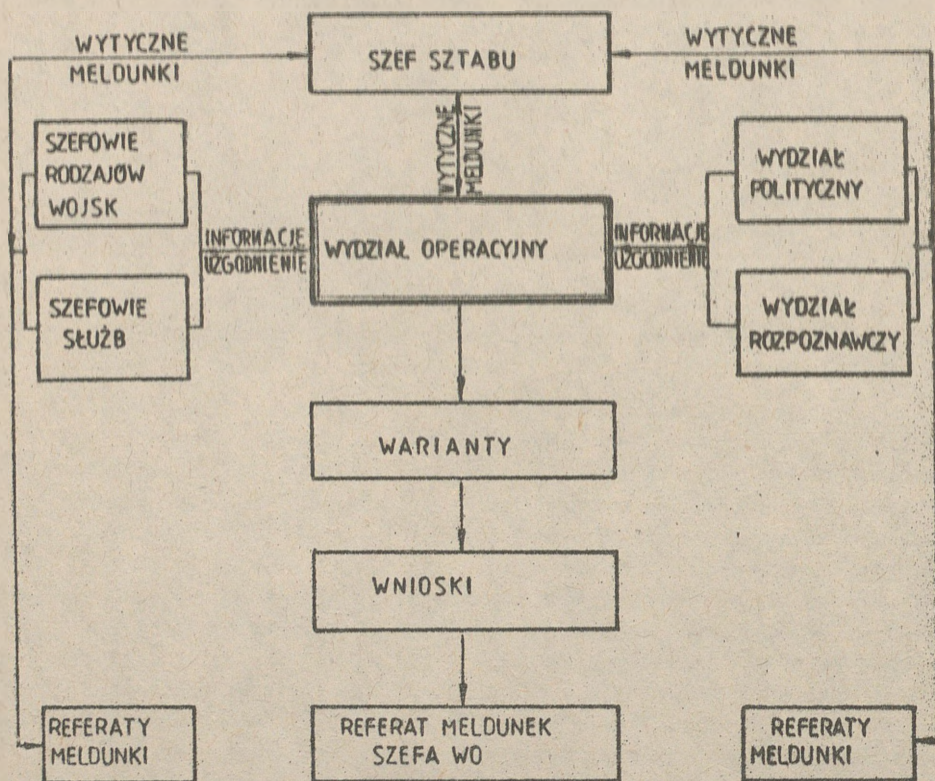 WYTYCZNE
MELDUNKI
SZEF SZTABU
WYTYCZNE
MELDUNKI
WYTYCZNE
MELDUNKI
SZEFOWIE
RODZAJÓW
WOJSK
WYDZIAŁ
POLITYCZNY
INFORMACJE
UZGODNIENIE
WYDZIAŁ OPERACYJNY
INFORMACJE
UZGODNIENIE
SZEFOWIE
SŁUŻB
WYDZIAŁ
ROZPOZNAWCZY
WARIANTY
WNIOSKI
REFERATY
MELDUNKI
REFERAT MELDUNEK
SZEFA WO
REFERATY
MELDUNKI